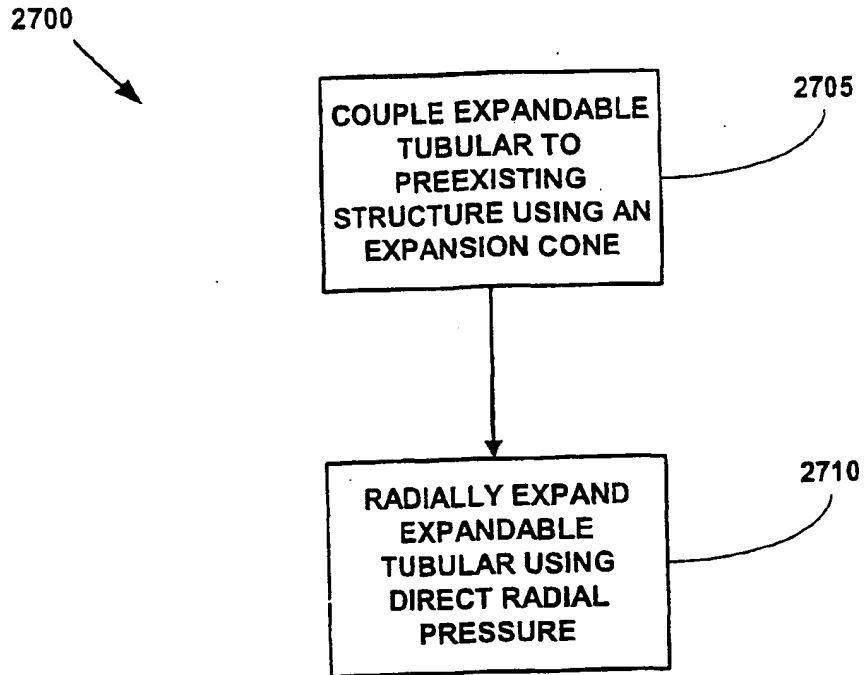 2700
2705
COUPLE EXPANDABLE
TUBULAR TO
PREEXISTING
STRUCTURE USING AN
EXPANSION CONE
2710
RADIALLY EXPAND
EXPANDABLE
TUBULAR USING
DIRECT RADIAL
PRESSURE